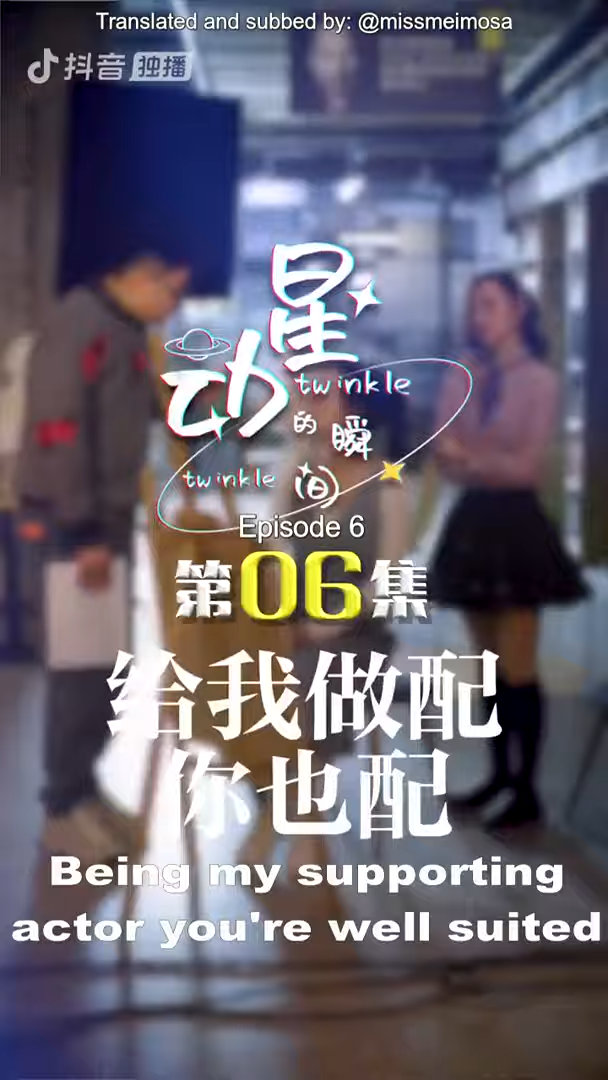 Translated and subbed by: @missmeimosa
抖音 独播
星
动
twinkle
的瞬
twinkle 间
Episode 6
第06集
给我做配
你也配
Being my supporting
actor you're well suited